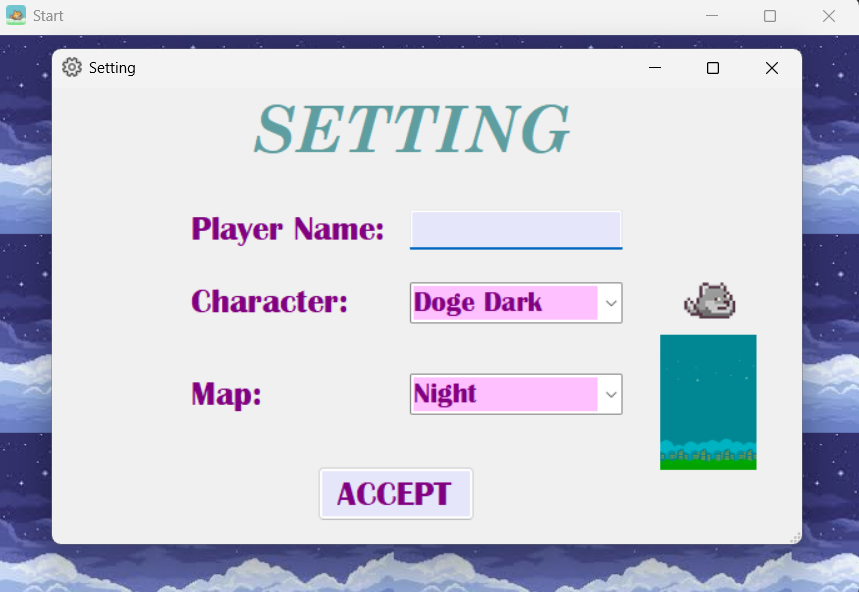 Start
Setting
SETTING
Player Name:
Character:
Doge Dark
Map:
Night
ACCEPT